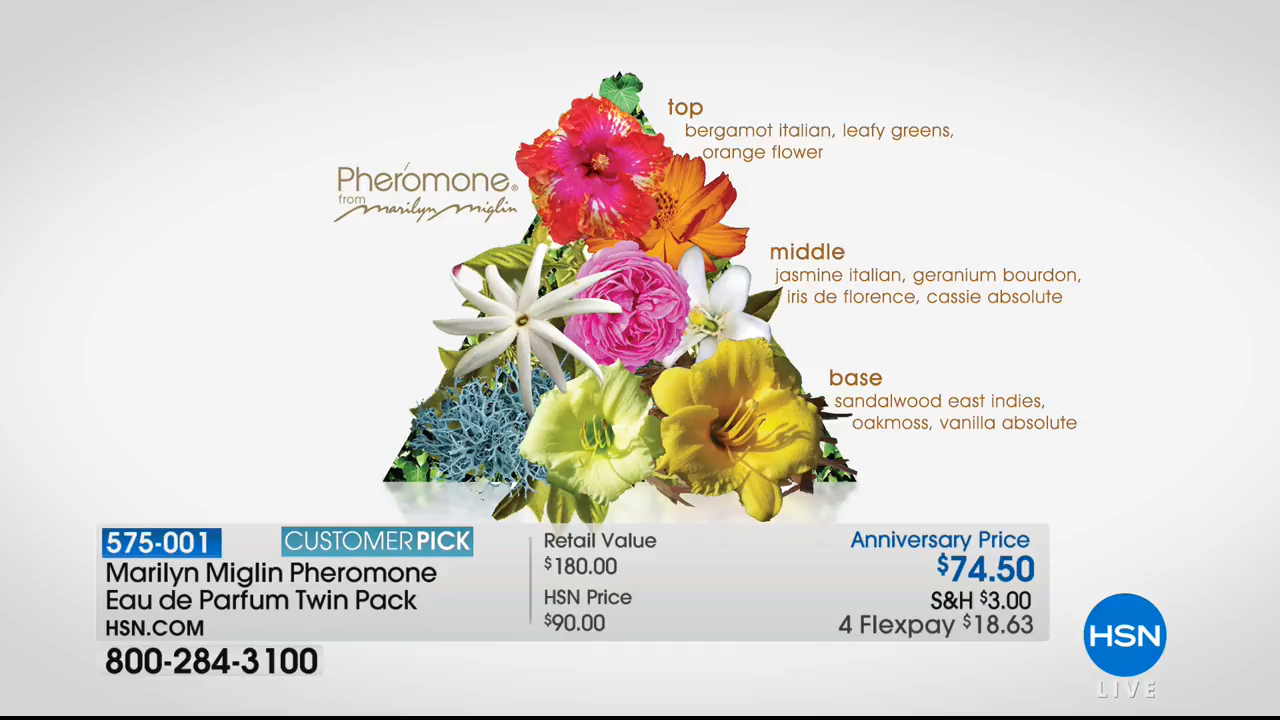 top
bergamot italian, leafy greens,
orange flower
Pheromone®
from marilyn miglin
middle
jasmine italian, geranium bourdon,
iris de florence, cassie absolute
base
sandalwood east indies,
oakmoss, vanilla absolute
575-001
CUSTOMERPICK
Marilyn Miglin Pheromone
Eau de Parfum Twin Pack
HSN.COM
800-284-3100
Retail Value
$180.00
HSN Price
$90.00
Anniversary Price
$74.50
S&H $3.00
4 Flexpay $18.63
HSN
LIVE